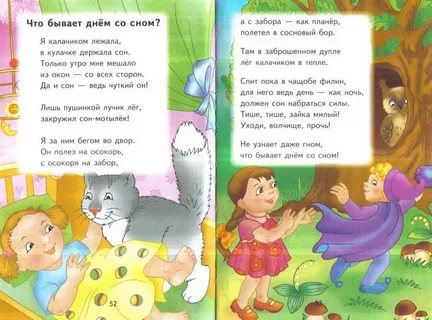 Что бывает днём со сном?
Я калачиком лежала,
в кулачке держала сон.
Только утро мне мешало
из окон — со всех сторон.
Да и сон — ведь чуткий он!
Лишь пушинкой лучик лёг,
закружил сон-мотылёк!
Я за ним бегом во двор.
Он полез на осокорь,
с осокоря на забор,
52
а с забора — как планёр,
полетел в сосновый бор.
Там в заброшенном дупле
лёг калачиком в тепле.
Спит пока в чащобе филин,
для него ведь день — как ночь,
должен сон набраться силы.
Тише, тише, зайка милый!
Уходи, волчище, прочь!
Не узнает даже гном,
что бывает днём со сном!